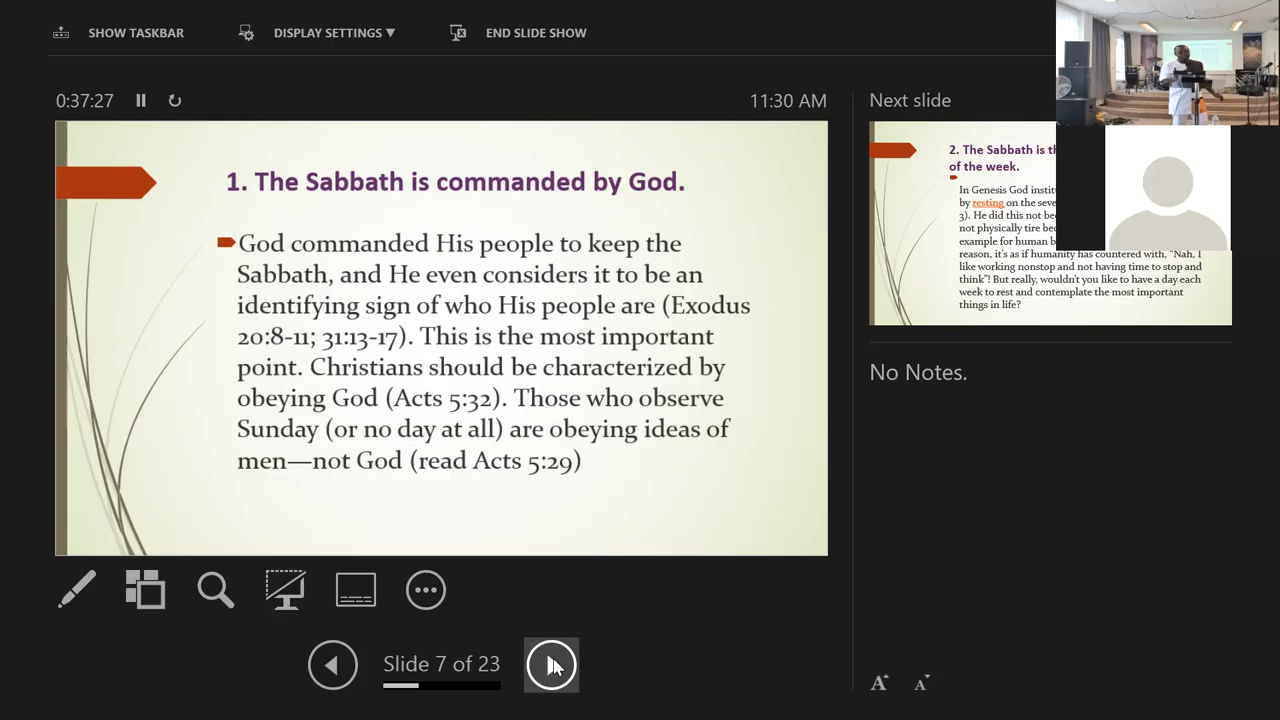 SHOW TASKBAR
DISPLAY SETTINGS ▼
END SLIDE SHOW
0:37:27
11:30 AM
1. The Sabbath is commanded by God.
God commanded His people to keep the
Sabbath, and He even considers it to be an
identifying sign of who His people are (Exodus
20:8-11; 31:13-17). This is the most important
point. Christians should be characterized by
obeying God (Acts 5:32). Those who observe
Sunday (or no day at all) are obeying ideas of
men—not God (read Acts 5:29)
Slide 7 of 23
Next slide
2. The Sabbath is
of the week.
In Genesis God
by resting on the
3). He did this not
not physically tire
example for human
reason, it's as if humanity has countered with, "Nah, I
like working nonstop and not having time to stop and
think"! But really, wouldn't you like to have a day each
week to rest and contemplate the most important
things in life?
No Notes.
A A